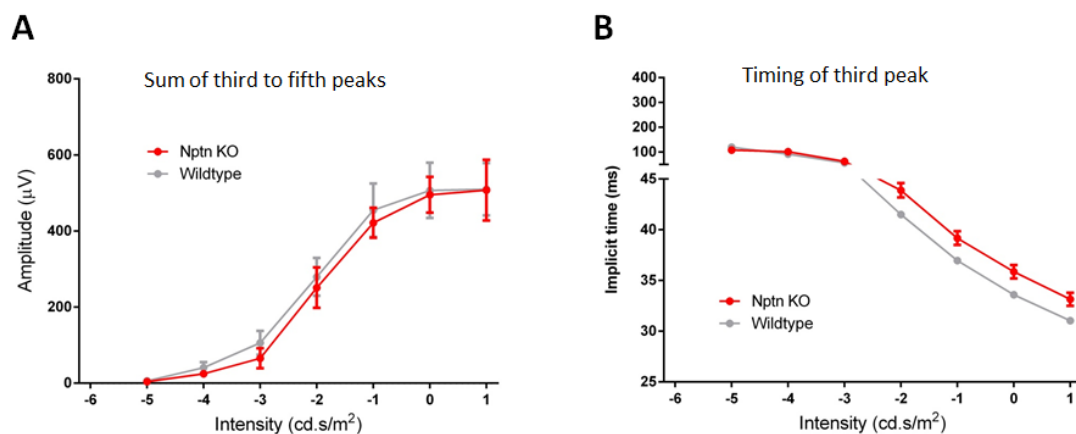 A
Sum of third to fifth peaks
Nptn KO
Wildtype
Amplitude (μV)
800
600
400
200
0
-6 -5 -4 -3 -2 -1 0 1
Intensity (cd.s/m²)
B
Timing of third peak
Implicit time (ms)
400
300
200
100
45
40
35
30
25
Nptn KO
Wildtype
-6 -5 -4 -3 -2 -1 0 1
Intensity (cd.s/m²)